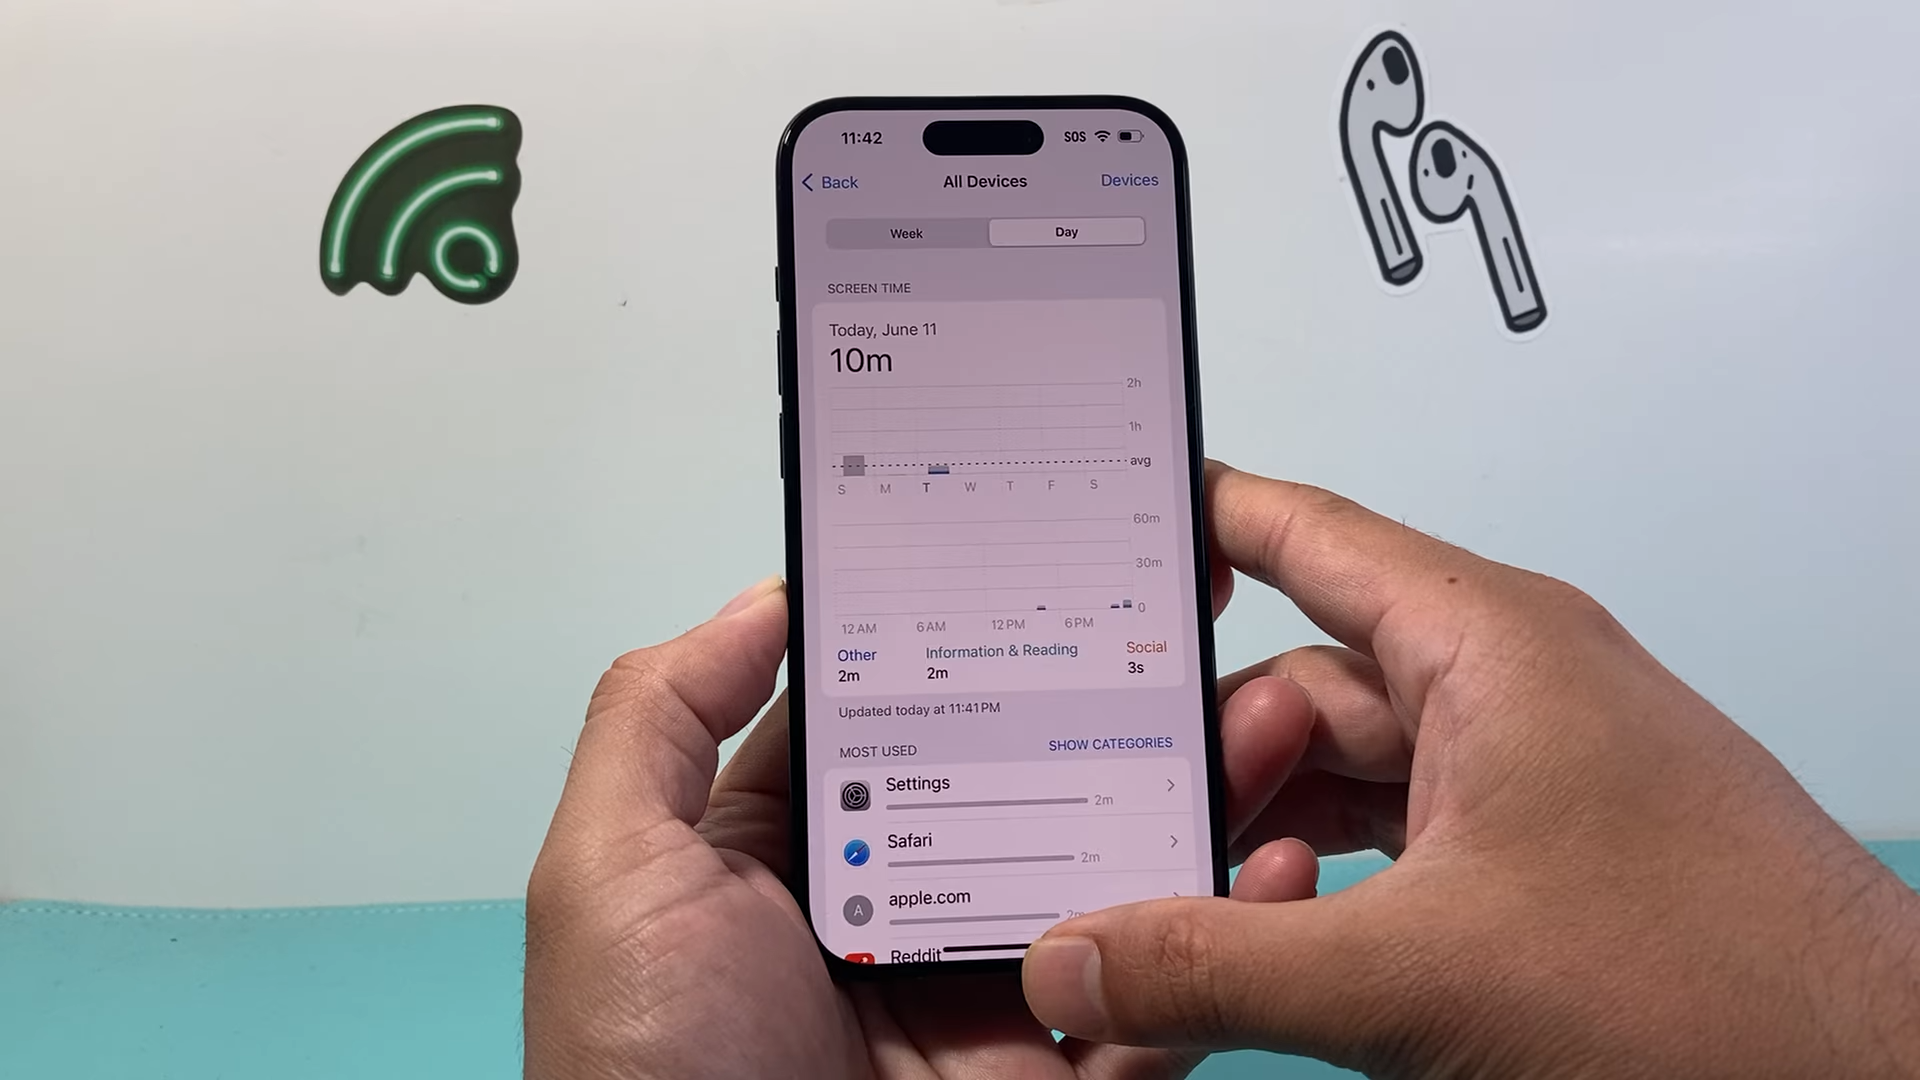 11:42 SOS
Back All Devices Devices
Week Day
SCREEN TIME
Today, June 11
10m
2h
1h
avg
S M T W T F S
60m
30m
0
12 AM 6 AM 12 PM 6 PM
Other Information & Reading Social
2m 2m 3s
Updated today at 11:41 PM
MOST USED SHOW CATEGORIES
Settings
2m
Safari
2m
A apple.com
2m
Reddit